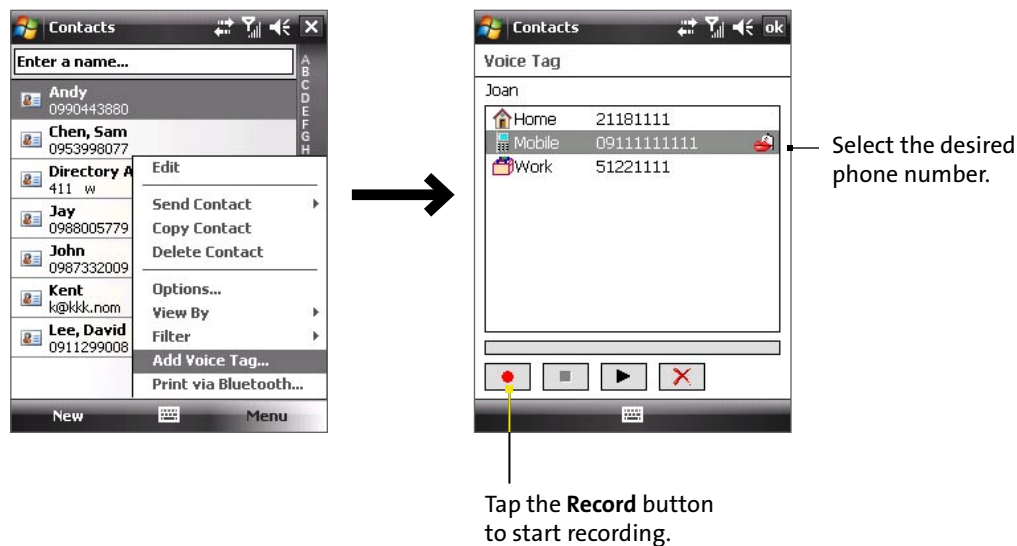 Contacts
Enter a name...
A
B
C
D
E
F
G
H
Andy
0990443880
Chen, Sam
0953998077
Directory A
411 w
Jay
0988005779
John
0987332009
Kent
k@kkk.nom
Lee, David
0911299008
Edit
Send Contact
Copy Contact
Delete Contact
Options...
View By
Filter
Add Voice Tag...
Print via Bluetooth...
New
Menu
Contacts
ok
Voice Tag
Joan
Home 21181111
Mobile 09111111111
Work 51221111
Select the desired
phone number.
Tap the Record button
to start recording.